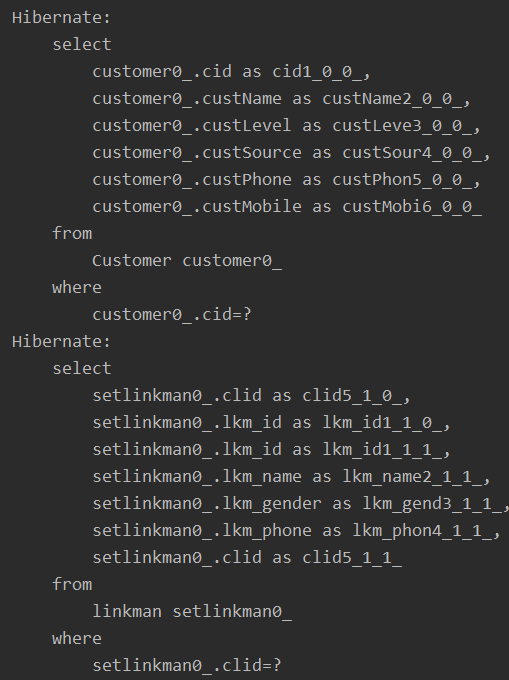 Hibernate:
    select
        customer0_.cid as cid1_0_0_,
        customer0_.custName as custName2_0_0_,
        customer0_.custLevel as custLeve3_0_0_,
        customer0_.custSource as custSour4_0_0_,
        customer0_.custPhone as custPhon5_0_0_,
        customer0_.custMobile as custMobi6_0_0_
    from
        Customer customer0_
    where
        customer0_.cid=?
Hibernate:
    select
        setlinkman0_.clid as clid5_1_0_,
        setlinkman0_.lkm_id as lkm_id1_1_0_,
        setlinkman0_.lkm_id as lkm_id1_1_1_,
        setlinkman0_.lkm_name as lkm_name2_1_1_,
        setlinkman0_.lkm_gender as lkm_gend3_1_1_,
        setlinkman0_.lkm_phone as lkm_phon4_1_1_,
        setlinkman0_.clid as clid5_1_1_
    from
        linkman setlinkman0_
    where
        setlinkman0_.clid=?